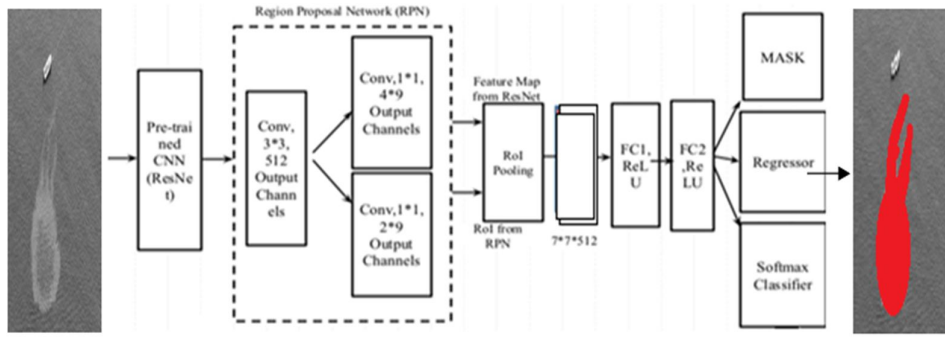 Region Proposal Network (RPN)
Pre-trai
ned
CNN
(ResNe
t)
Conv,
3*3,
512
Output
Chann
els
Conv,1*1,
4*9
Output
Channels
Conv,1*1,
2*9
Output
Channels
Feature Map
from ResNet
RoI
Pooling
RoI from
RPN
7*7*512
FC1,
ReL
U
FC2
,Re
LU
MASK
Regressor
Softmax
Classifier